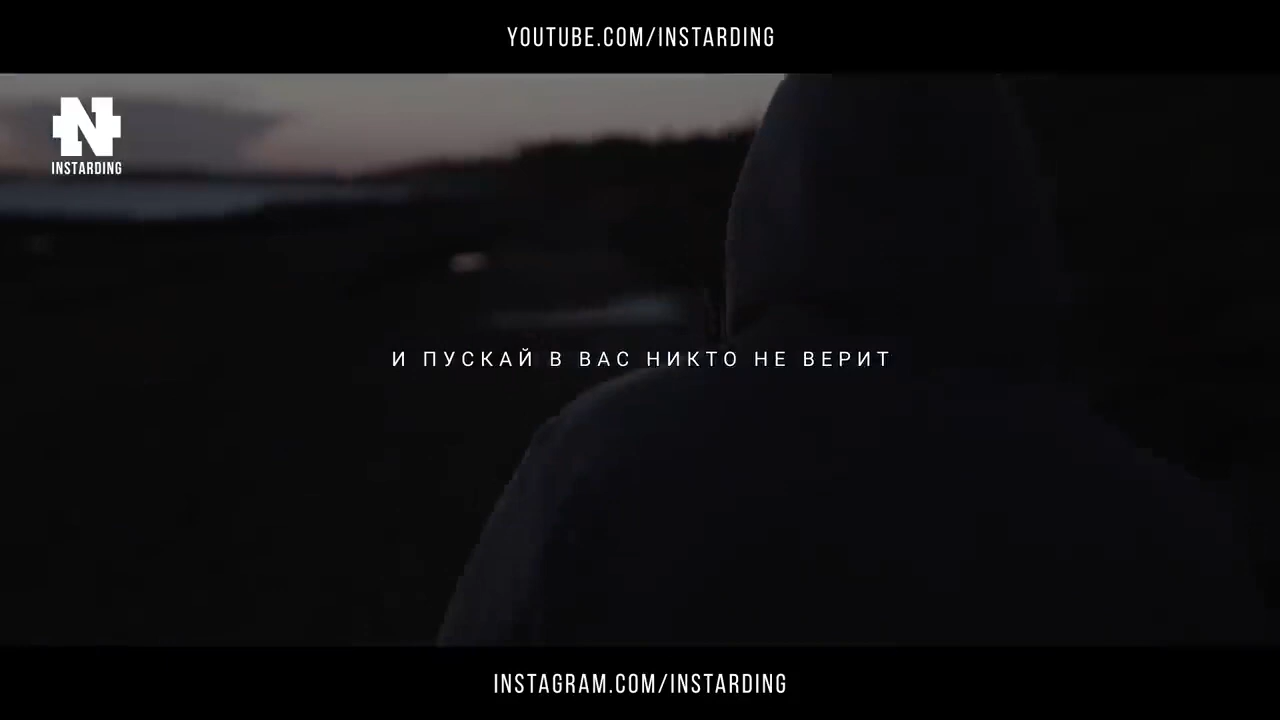 YOUTUBE.COM/INSTARDING
N
INSTARDING
И ПУСКАЙ В ВАС НИКТО НЕ ВЕРИТ
INSTAGRAM.COM/INSTARDING